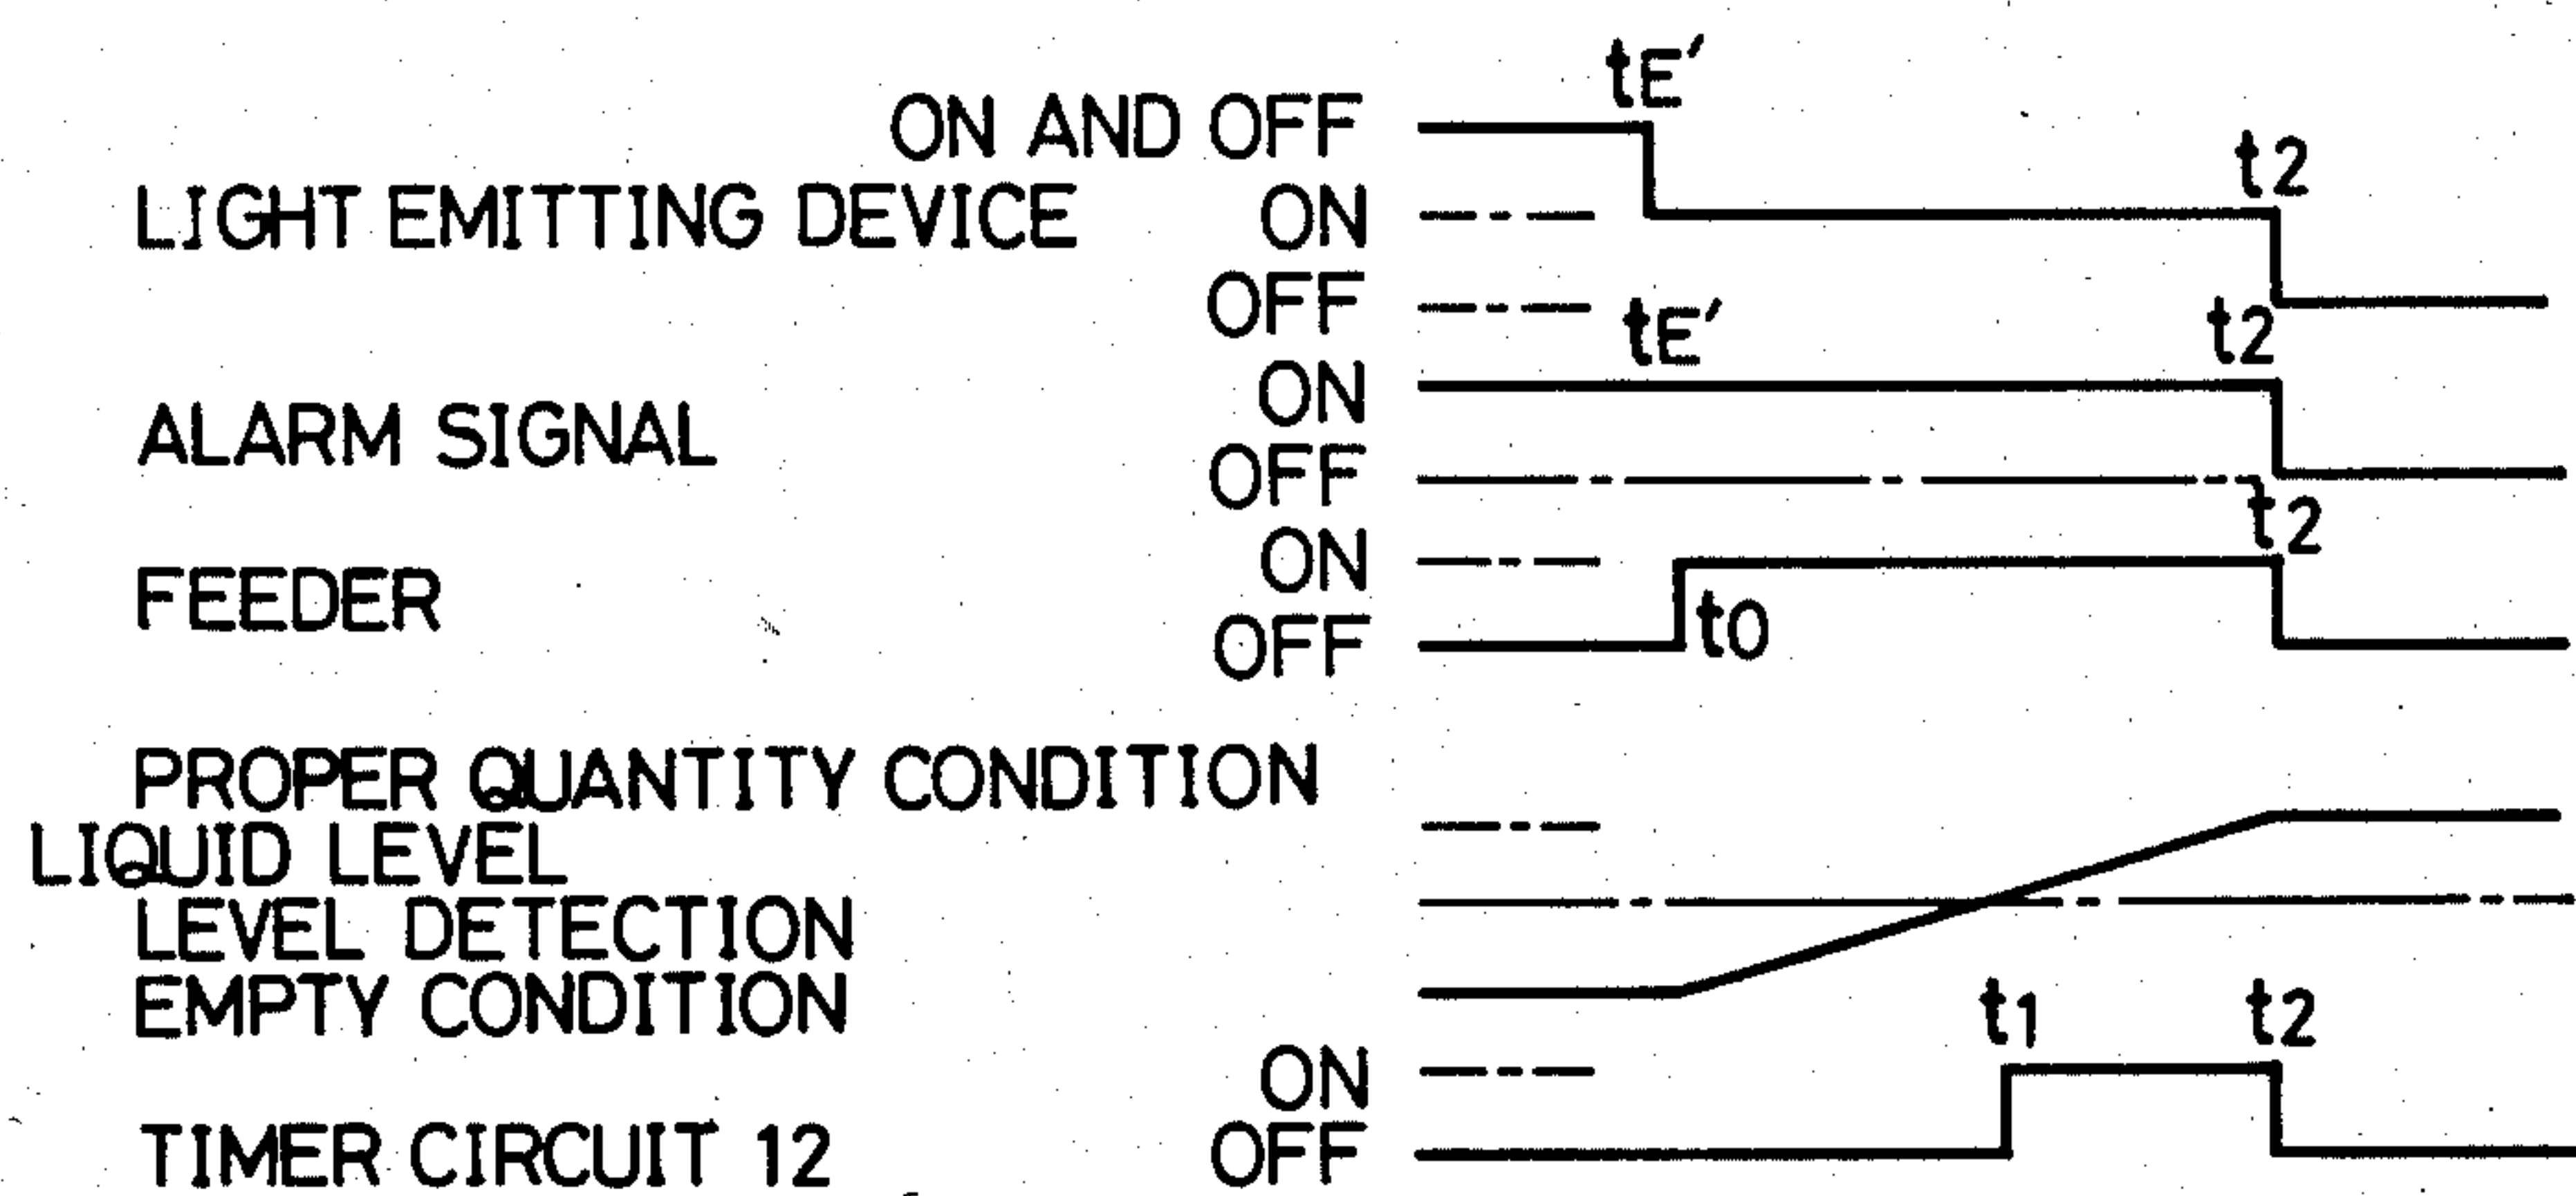 tE'
ON AND OFF
t2
LIGHT EMITTING DEVICE ON
OFF
tE' t2
ON
ALARM SIGNAL
OFF
t2
ON
FEEDER
t0
OFF
PROPER QUANTITY CONDITION
LIQUID LEVEL
LEVEL DETECTION
EMPTY CONDITION
t1 t2
ON
TIMER CIRCUIT 12 OFF